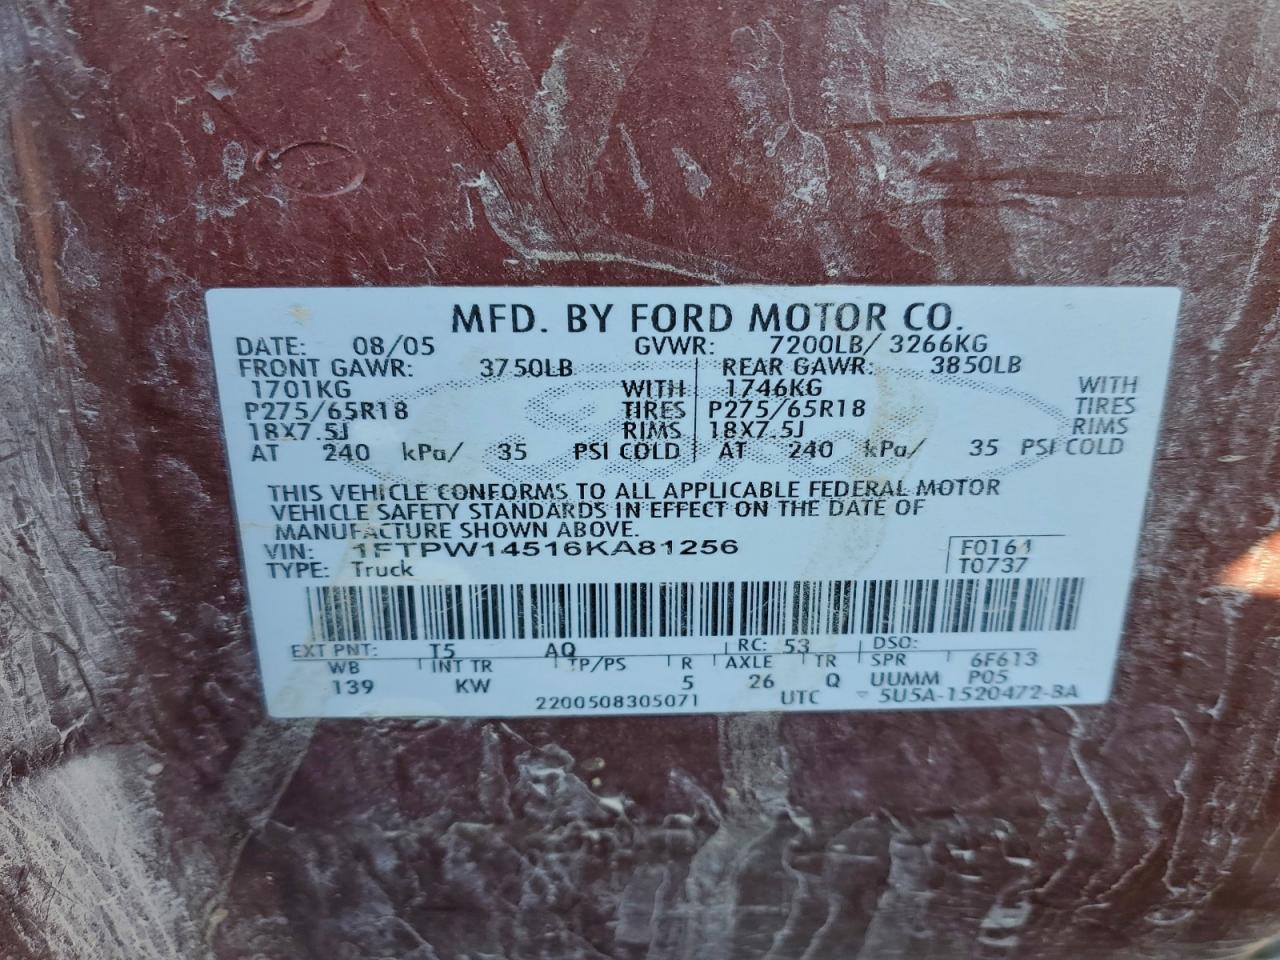 MFD. BY FORD MOTOR CO.
DATE: 08/05 GVWR: 7200LB/ 3266KG
FRONT GAWR: 3750LB REAR GAWR: 3850LB
1701KG WITH 1746KG WITH
P275/65R18 TIRES P275/65R18 TIRES
18X7.5J RIMS 18X7.5J RIMS
AT 240 kPa/ 35 PSI COLD AT 240 kPa/ 35 PSI COLD
THIS VEHICLE CONFORMS TO ALL APPLICABLE FEDERAL MOTOR
VEHICLE SAFETY STANDARDS IN EFFECT ON THE DATE OF
MANUFACTURE SHOWN ABOVE.
VIN: 1FTPW14516KA81256 F0161
TYPE: Truck T0737
EXT PNT: T5 AQ RC: 53 DSO:
WB INT TR TP/PS R AXLE TR SPR 6F613
139 KW 5 26 Q UUMM P05
2200508305071 UTC 5U5A-1520472-BA